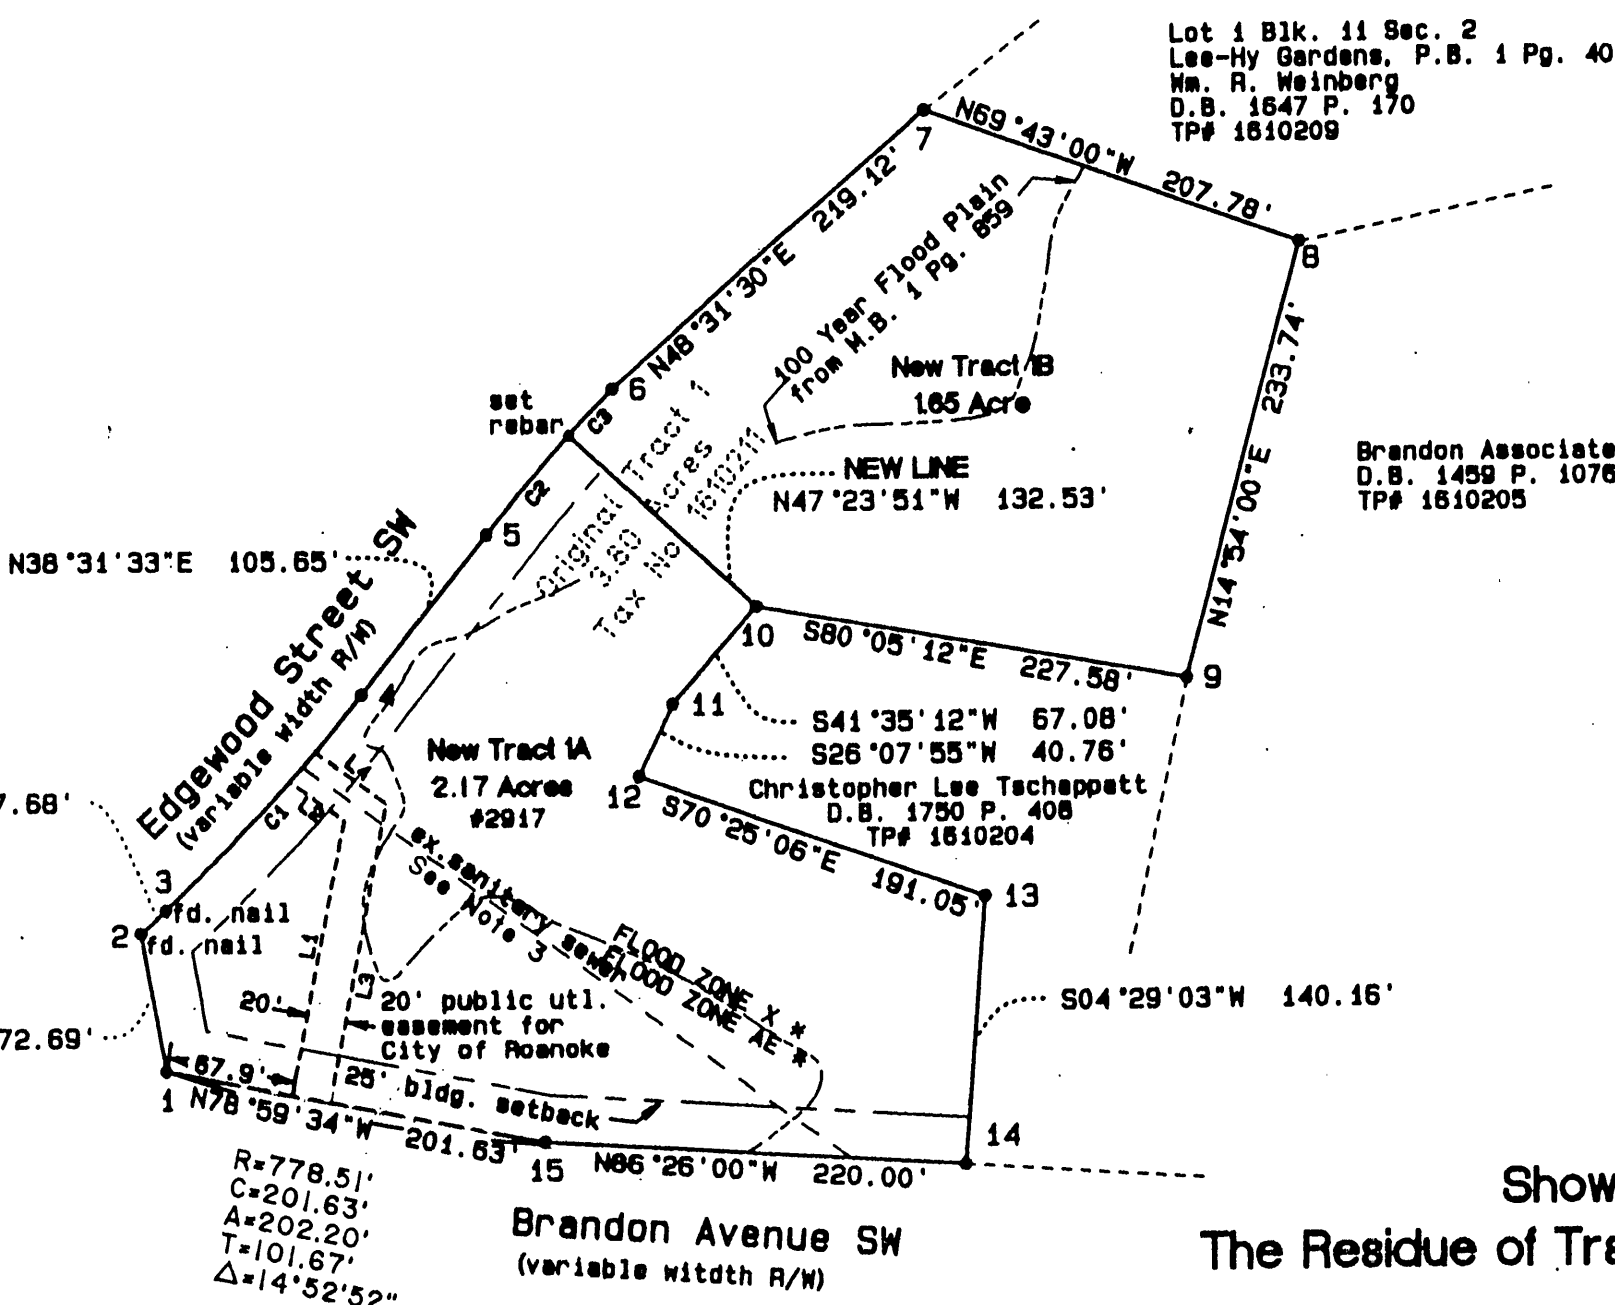 Lot 1 Blk. 11 Sec. 2
Lee-Hy Gardens, P.B. 1 Pg. 40
Wm. R. Weinberg
D.B. 1647 P. 170
TP# 1610209
7
N69°43'00"W 207.78'
8
N48°31'30"E 219.12'
100 Year Flood Plain
from M.B. 1 Pg. 859
New Tract 1B
1.65 Acre
233.74'
N14°54'00"E
6
set
rebar
C3
C2
5
Original Tract 1
3.80 Acres
Tax No 1610211
NEW LINE
N47°23'51"W 132.53'
Brandon Associate
D.B. 1459 P. 1076
TP# 1610205
N38°31'33"E 105.65'
Edgewood Street SW
(variable width R/W)
10
S80°05'12"E 227.58'
9
11
S41°35'12"W 67.08'
S26°07'55"W 40.76'
New Tract 1A
2.17 Acres
#2917
12
Christopher Lee Tschappatt
D.B. 1750 P. 406
TP# 1610204
S70°25'06"E 191.05'
13
7.68'
C1
L4
3
fd. nail
2
fd. nail
ex. sanitary sewer
See Note 3
FLOOD ZONE X *
FLOOD ZONE AE *
L1
L3
20'
20' public utl.
easement for
City of Roanoke
S04°29'03"W 140.16'
72.69'
67.9'
25' bldg. setback
1
N78°59'34"W 201.63'
15
N86°26'00"W 220.00'
14
R=778.51'
C=201.63'
A=202.20'
T=101.67'
△=14°52'52"
Brandon Avenue SW
(variable witdth R/W)
Show
The Residue of Tra